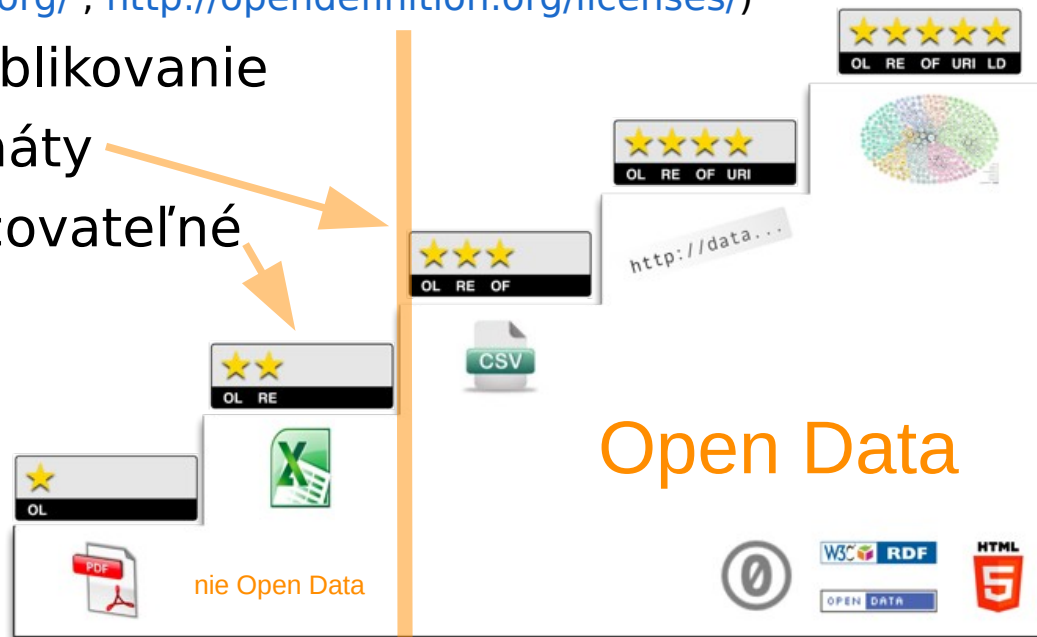 org/ , http://opendefinition.org/licenses/)
blikovanie
áty
ovateľné
OL RE OF URI LD
OL RE OF URI
http://data...
OL RE OF
CSV
OL RE
Open Data
OL
PDF
nie Open Data
W3C RDF
OPEN DATA
HTML
5